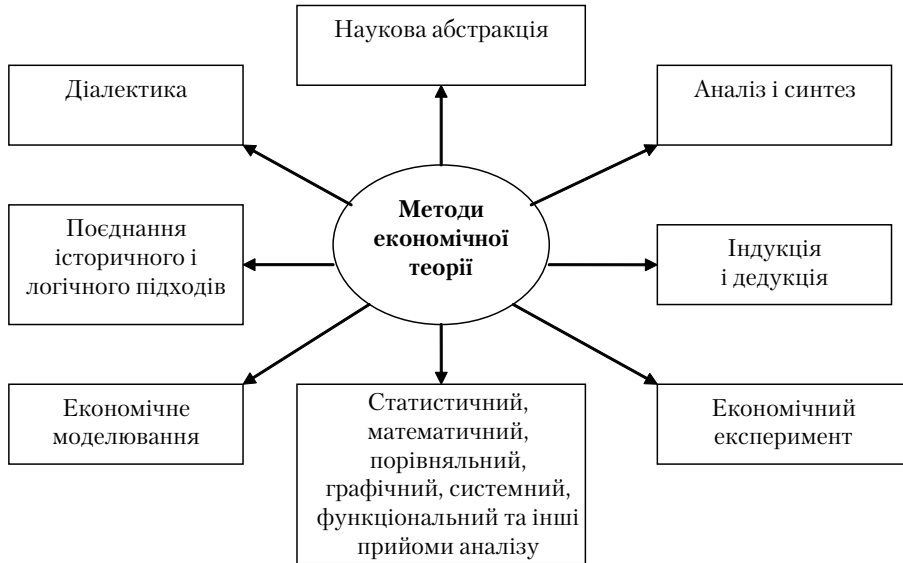 Наукова абстракція
Діалектика
Аналіз і синтез
Методи
економічної
теорії
Поєднання
історичного і
логічного підходів
Індукція
і дедукція
Економічне
моделювання
Статистичний,
математичний,
порівняльний,
графічний, системний,
функціональний та інші
прийоми аналізу
Економічний
експеримент